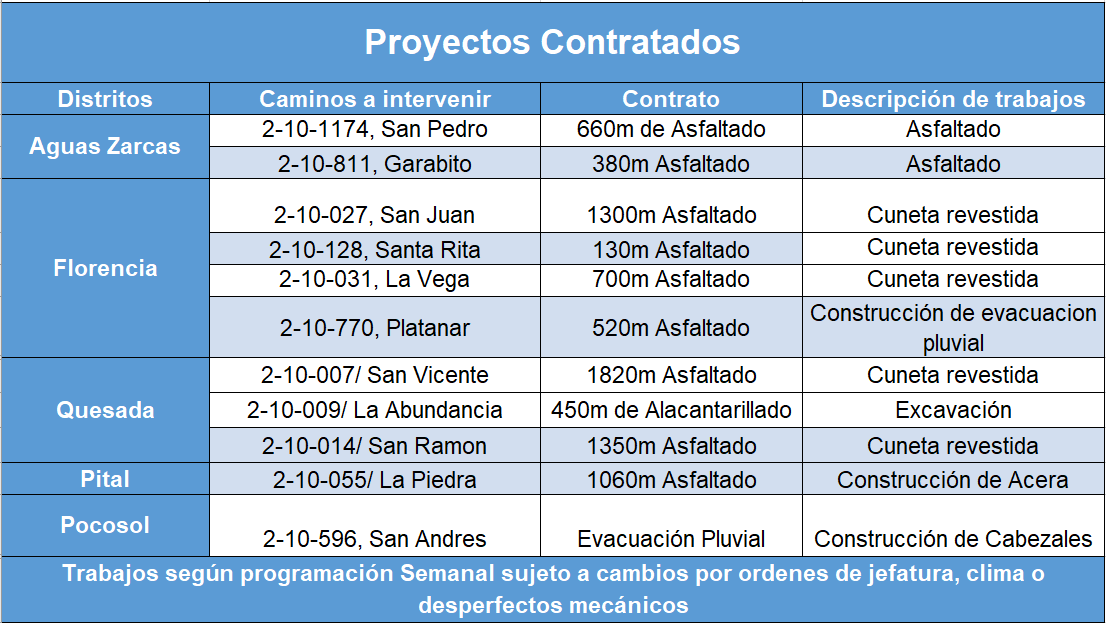 Proyectos Contratados
Distritos Caminos a intervenir Contrato Descripción de trabajos
Aguas Zarcas
2-10-1174, San Pedro 660m de Asfaltado Asfaltado
2-10-811, Garabito 380m Asfaltado Asfaltado
Florencia
2-10-027, San Juan 1300m Asfaltado Cuneta revestida
2-10-128, Santa Rita 130m Asfaltado Cuneta revestida
2-10-031, La Vega 700m Asfaltado Cuneta revestida
2-10-770, Platanar 520m Asfaltado Construcción de evacuacion
pluvial
Quesada
2-10-007/ San Vicente 1820m Asfaltado Cuneta revestida
2-10-009/ La Abundancia 450m de Alacantarillado Excavación
2-10-014/ San Ramon 1350m Asfaltado Cuneta revestida
Pital 2-10-055/ La Piedra 1060m Asfaltado Construcción de Acera
Pocosol 2-10-596, San Andres Evacuación Pluvial Construcción de Cabezales
Trabajos según programación Semanal sujeto a cambios por ordenes de jefatura, clima o
desperfectos mecánicos